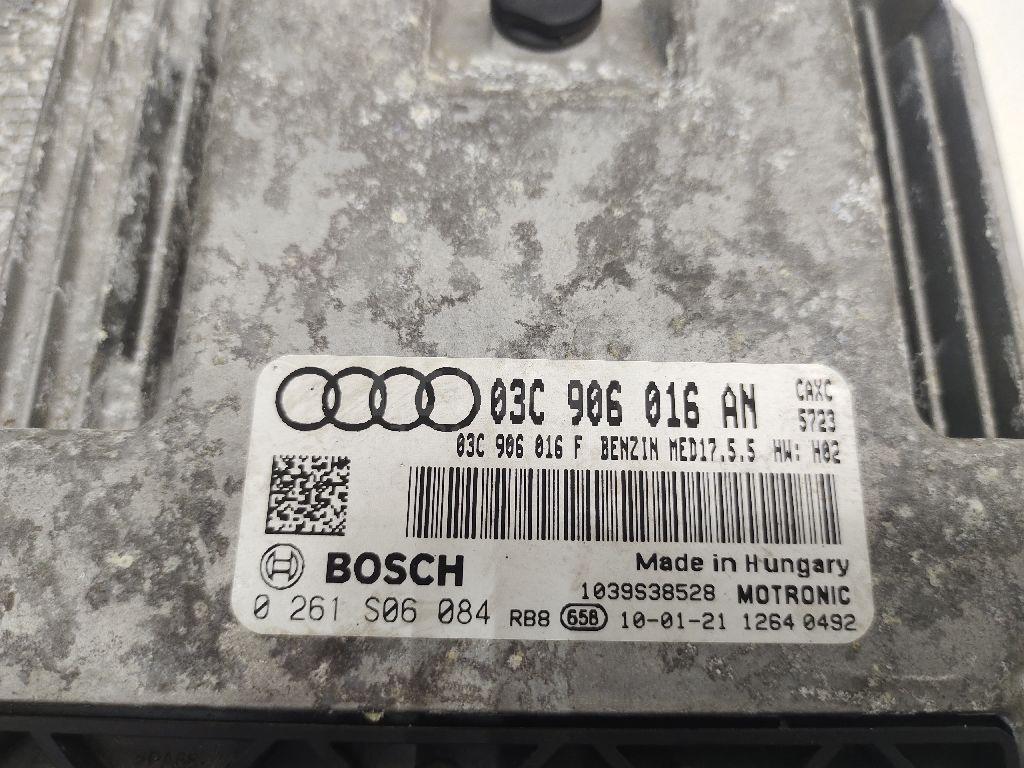 03C 906 016 AN CAXC
5723
03C 906 016 F BENZIN MED17.5.5 HW: H02
BOSCH
Made in Hungary
1039S38528 MOTRONIC
0 261 S06 084 RB8 658 10-01-21 1264 0492